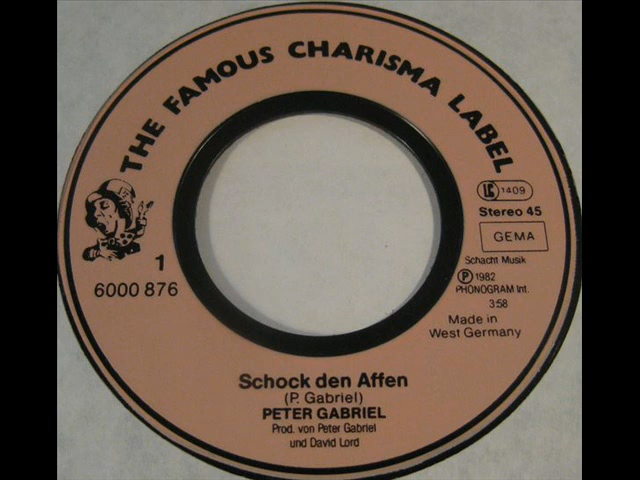 THE FAMOUS CHARISMA LABEL
LC 1409
Stereo 45
GEMA
Schacht Musik
Ⓟ 1982
PHONOGRAM Int.
3:58
Made in
West Germany
1
6000 876
Schock den Affen
(P. Gabriel)
PETER GABRIEL
Prod. von Peter Gabriel
und David Lord